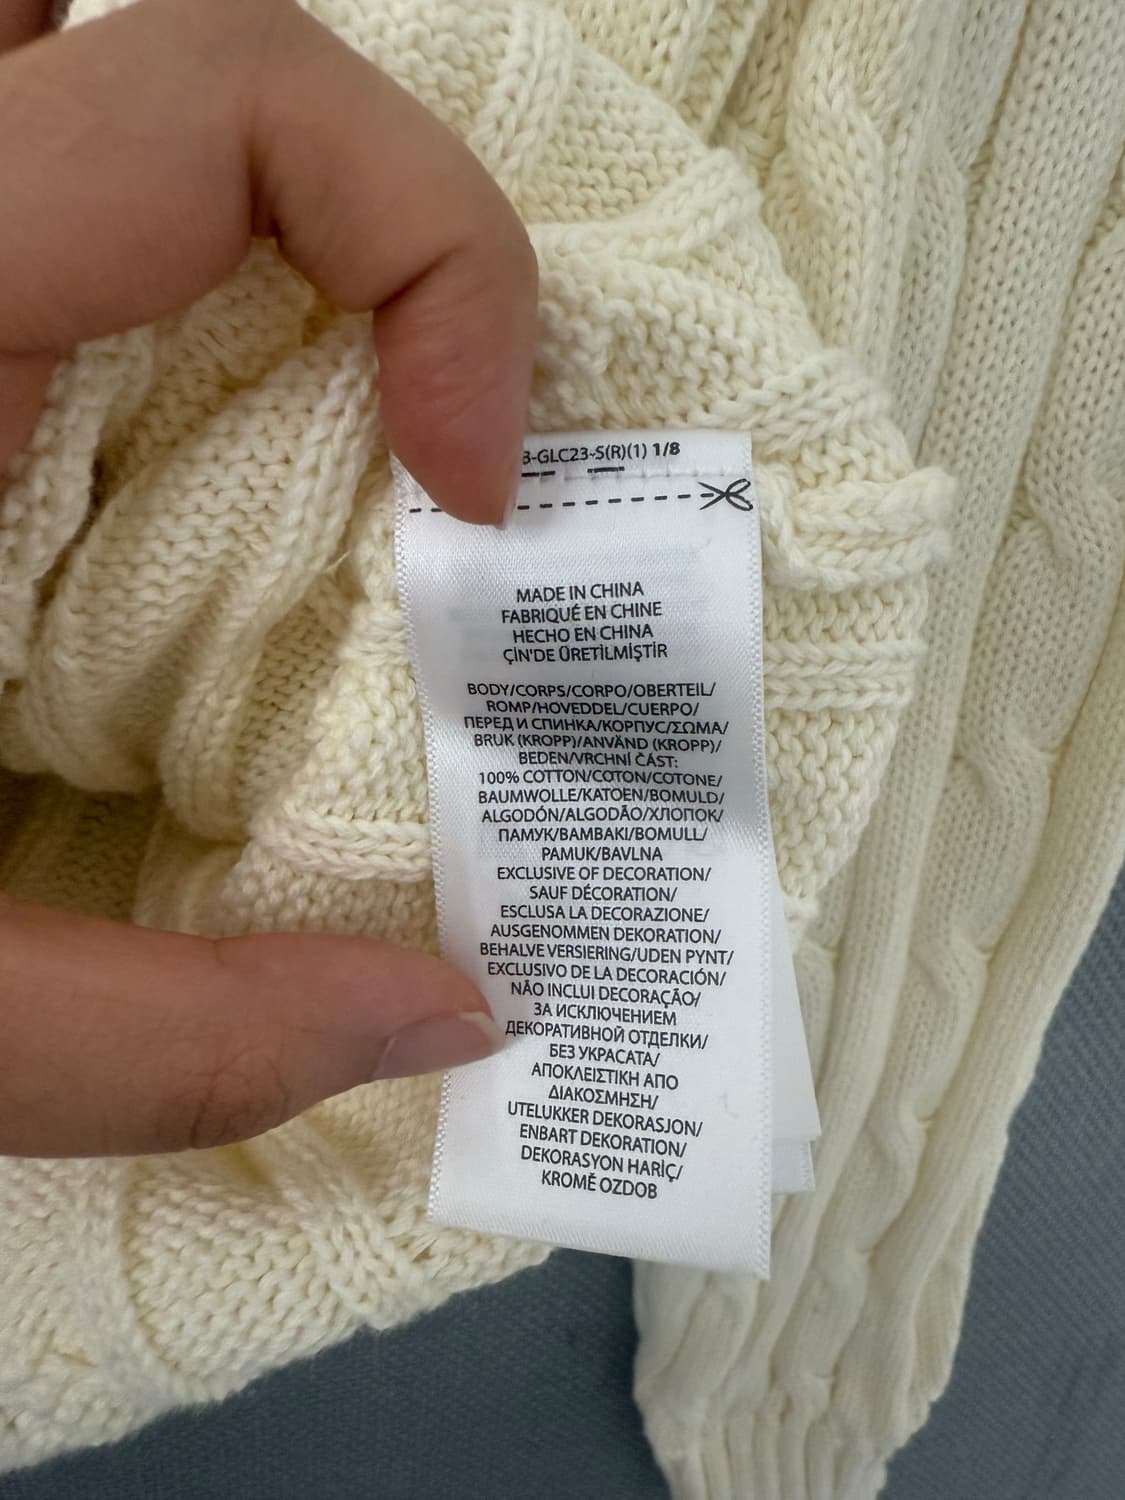 3-GLC23-S(R)(1) 1/8
MADE IN CHINA
FABRIQUÉ EN CHINE
HECHO EN CHINA
ÇİN'DE ÜRETİLMİŞTİR
BODY/CORPS/CORPO/OBERTEIL/
ROMP/HOVEDDEL/CUERPO/
ПЕРЕД И СПИНКА/КОРПУС/ΣΩΜΑ/
BRUK (KROPP)/ANVÄND (KROPP)/
BEDEN/VRCHNÍ ČÁST:
100% COTTON/COTON/COTONE/
BAUMWOLLE/KATOEN/BOMULD/
ALGODÓN/ALGODÃO/ХЛОПОК/
ПАМУК/BAMBAKI/BOMULL/
PAMUK/BAVLNA
EXCLUSIVE OF DECORATION/
SAUF DÉCORATION/
ESCLUSA LA DECORAZIONE/
AUSGENOMMEN DEKORATION/
BEHALVE VERSIERING/UDEN PYNT/
EXCLUSIVO DE LA DECORACIÓN/
NÃO INCLUI DECORAÇÃO/
ЗА ИСКЛЮЧЕНИЕМ
ДЕКОРАТИВНОЙ ОТДЕЛКИ/
БЕЗ УКРАСАТА/
ΑΠΟΚΛΕΙΣΤΙΚΗ ΑΠΟ
ΔΙΑΚΟΣΜΗΣΗ/
UTELUKKER DEKORASJON/
ENBART DEKORATION/
DEKORASYON HARİÇ/
KROMĚ OZDOB